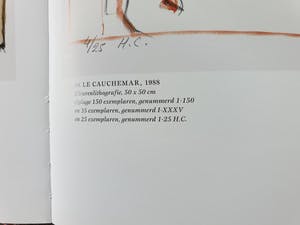 4/25 H.C.
LE CAUCHEMAR, 1988
Kleurenlithografie, 50 x 50 cm
Oplage 150 exemplaren, genummerd 1-150
en 35 exemplaren, genummerd I-XXXV
en 25 exemplaren, genummerd 1-25 H.C.